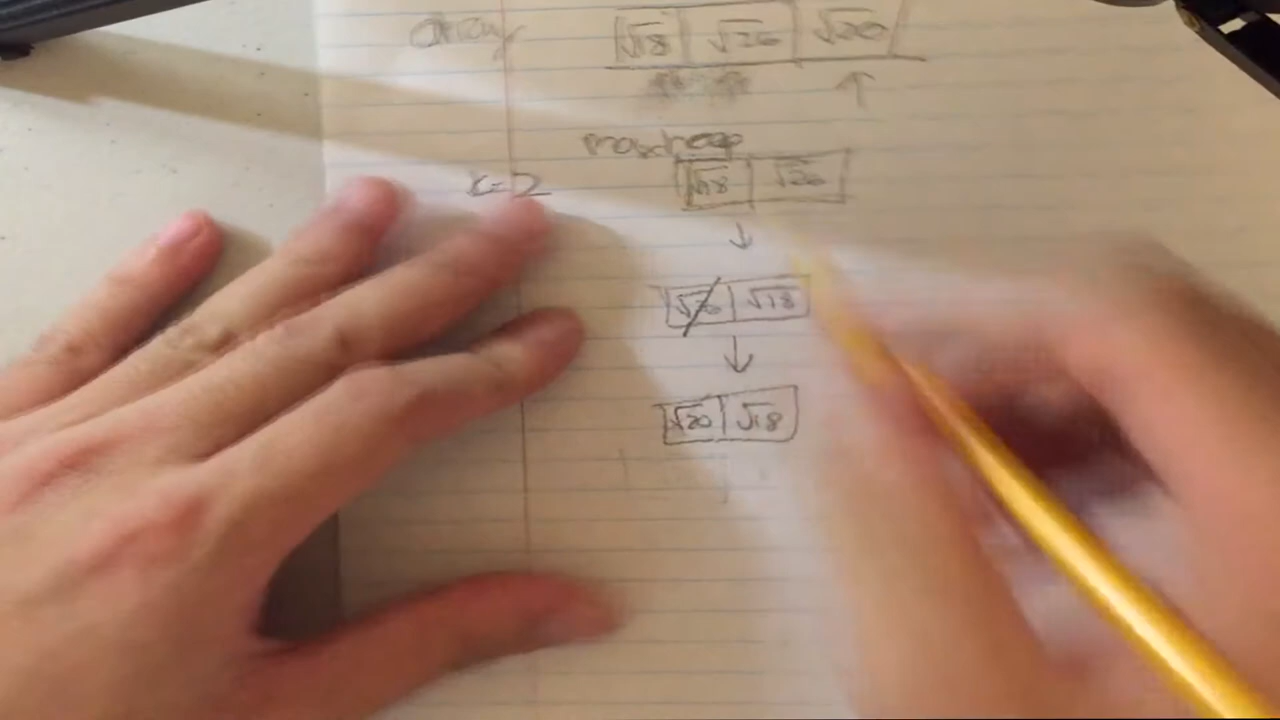 array √18 √26 √20
maxheap
k=2 √18 √26
√26 √18
√20 √18